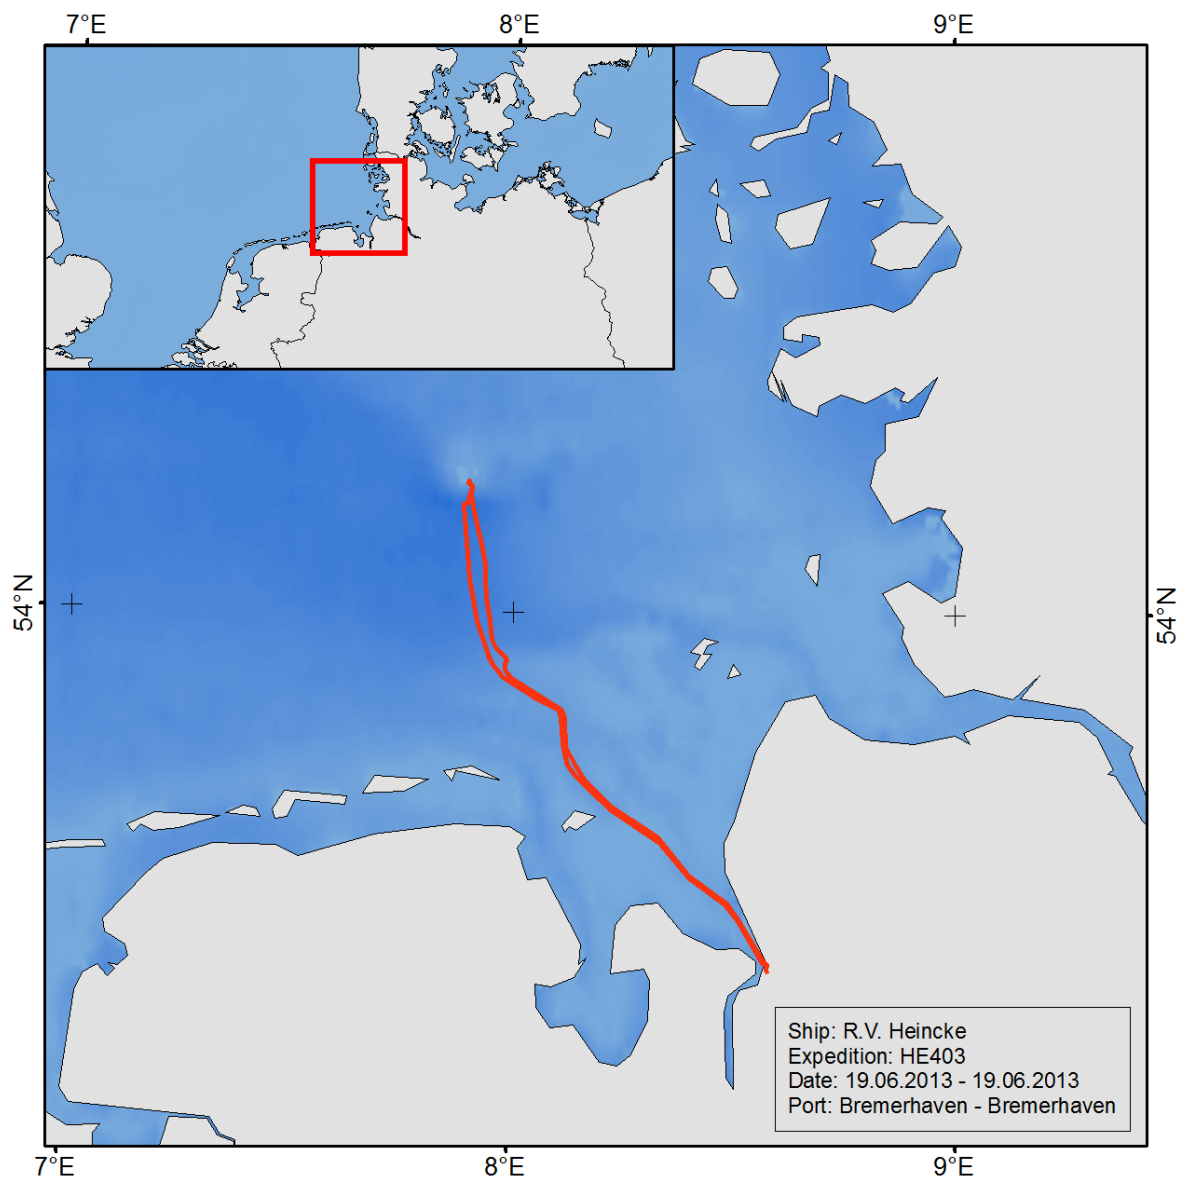 7°E 8°E 9°E
54°N 54°N
Ship: R.V. Heincke
Expedition: HE403
Date: 19.06.2013 - 19.06.2013
Port: Bremerhaven - Bremerhaven
7°E 8°E 9°E